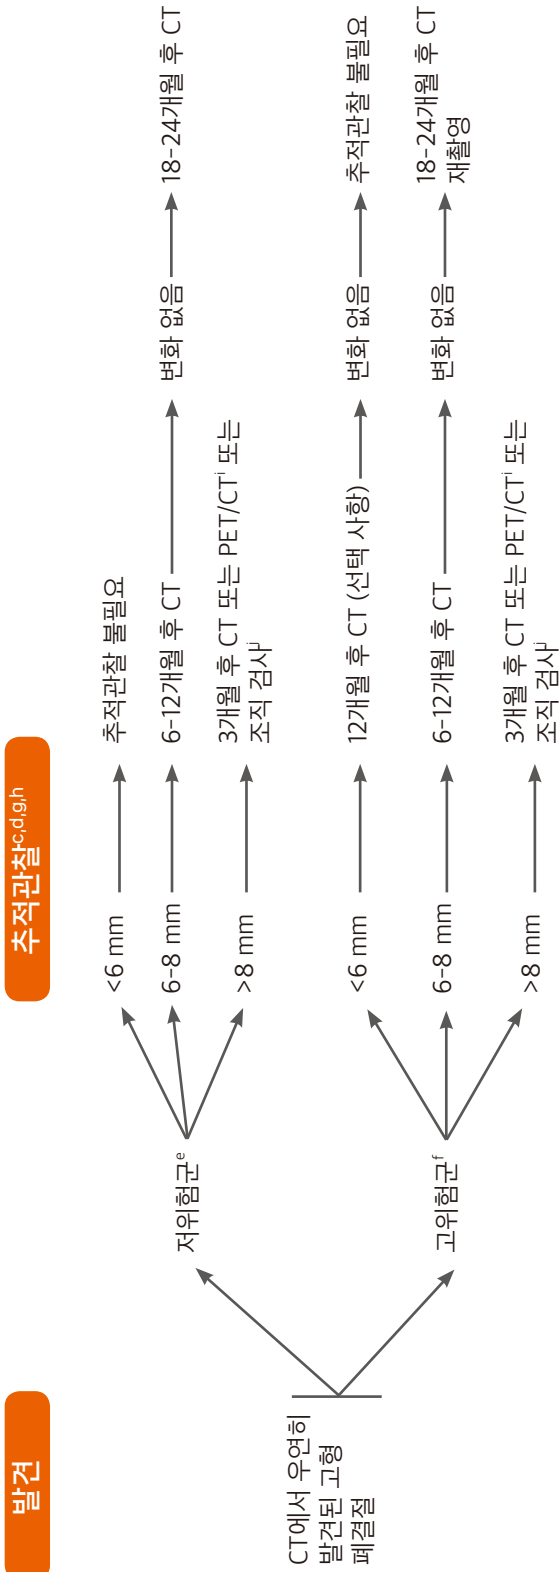 발견
추적관찰c,d,g,h
CT에서 우연히
발견된 고형
폐결절
저위험군e
<6 mm
추적관찰 불필요
6-8 mm
6-12개월 후 CT
변화 없음
18-24개월 후 CT
>8 mm
3개월 후 CT 또는 PET/CTi 또는
조직 검사j
고위험군f
<6 mm
12개월 후 CT (선택 사항)
변화 없음
추적관찰 불필요
6-8 mm
6-12개월 후 CT
변화 없음
18-24개월 후 CT
재촬영
>8 mm
3개월 후 CT 또는 PET/CTi 또는
조직 검사j